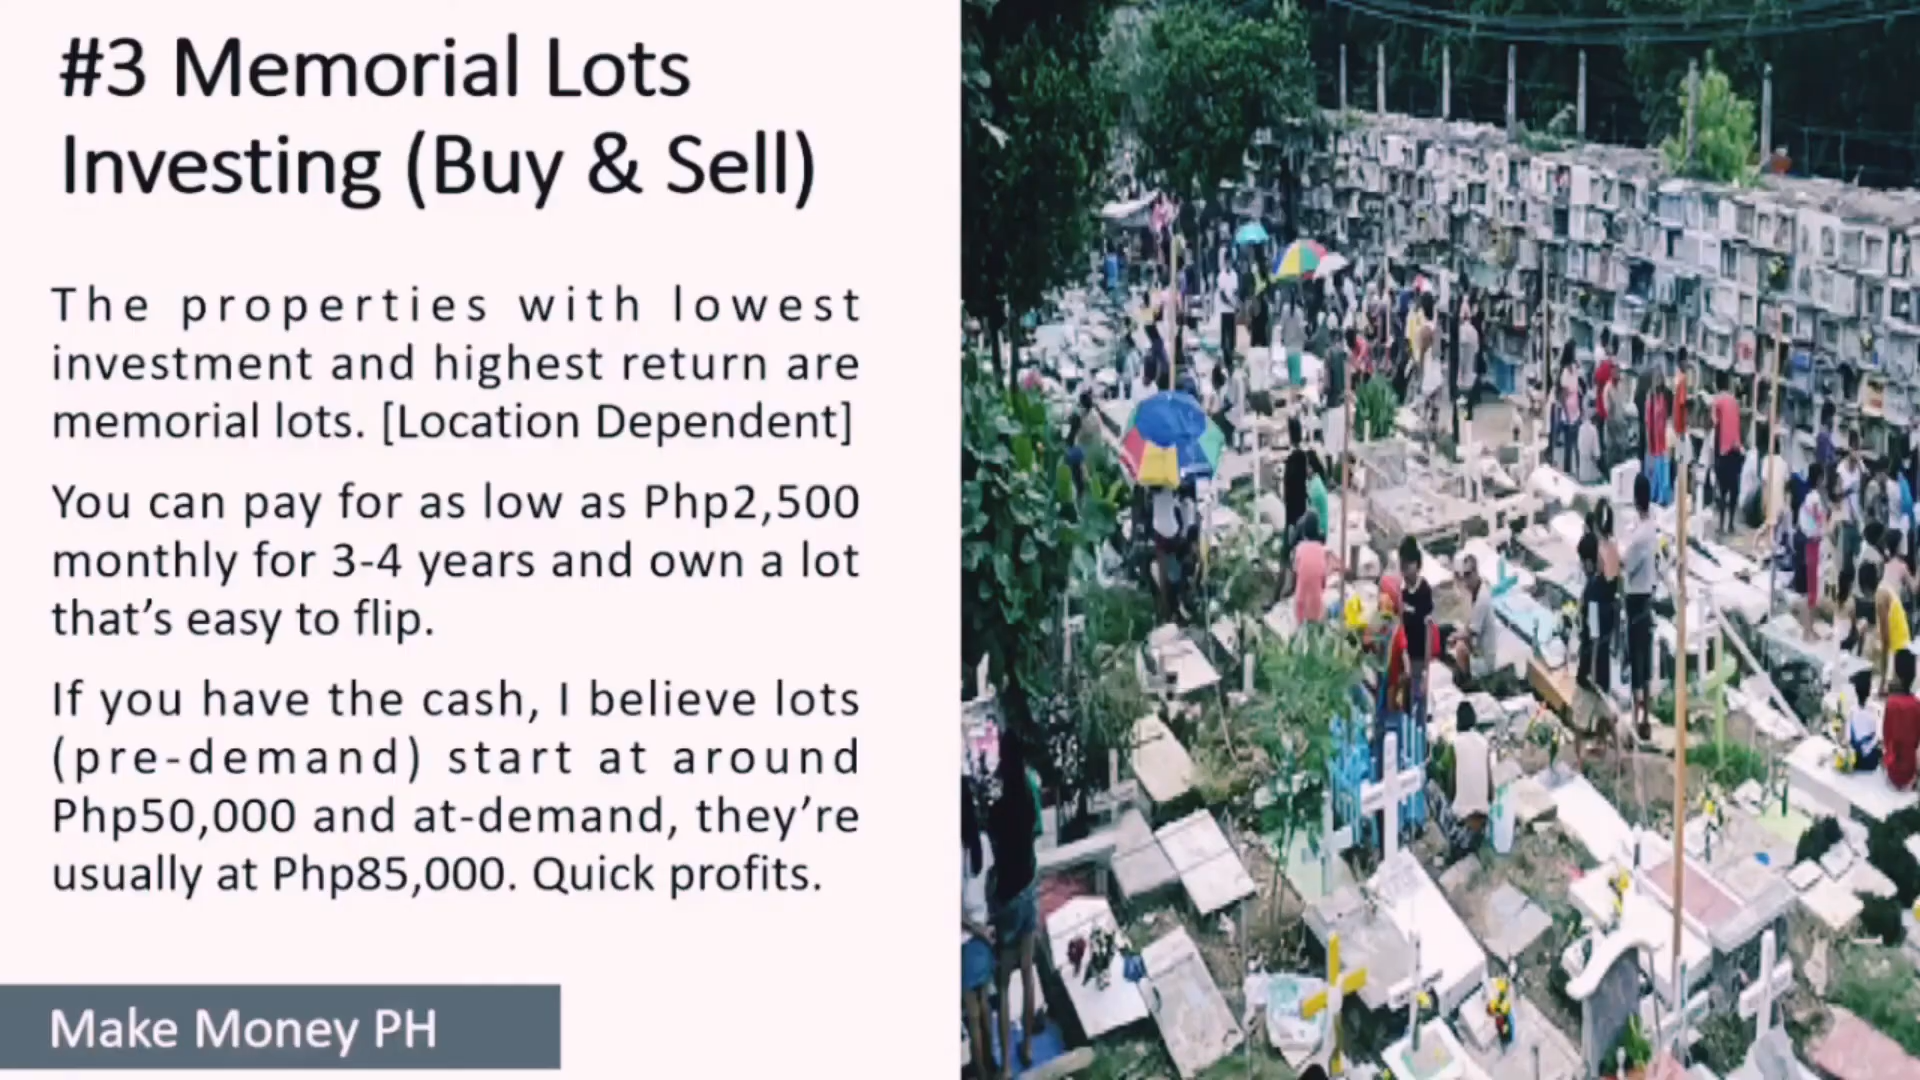 #3 Memorial Lots
Investing (Buy & Sell)
The properties with lowest
investment and highest return are
memorial lots. [Location Dependent]
You can pay for as low as Php2,500
monthly for 3-4 years and own a lot
that's easy to flip.
If you have the cash, I believe lots
(pre-demand) start at around
Php50,000 and at-demand, they're
usually at Php85,000. Quick profits.
Make Money PH